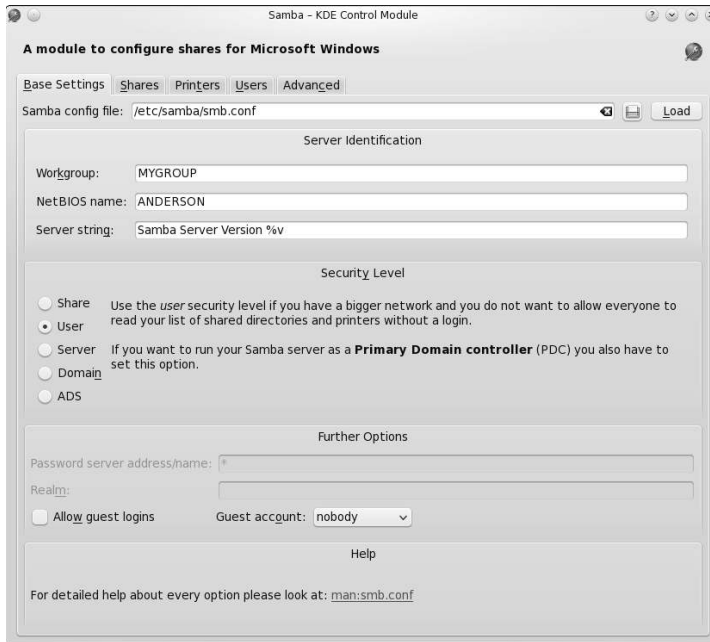 Samba – KDE Control Module
A module to configure shares for Microsoft Windows
Base Settings Shares Printers Users Advanced
Samba config file: /etc/samba/smb.conf Load
Server Identification
Workgroup: MYGROUP
NetBIOS name: ANDERSON
Server string: Samba Server Version %v
Security Level
Share
User
Server
Domain
ADS
Use the user security level if you have a bigger network and you do not want to allow everyone to
read your list of shared directories and printers without a login.
If you want to run your Samba server as a Primary Domain controller (PDC) you also have to
set this option.
Further Options
Password server address/name: *
Realm:
Allow guest logins Guest account: nobody
Help
For detailed help about every option please look at: man:smb.conf